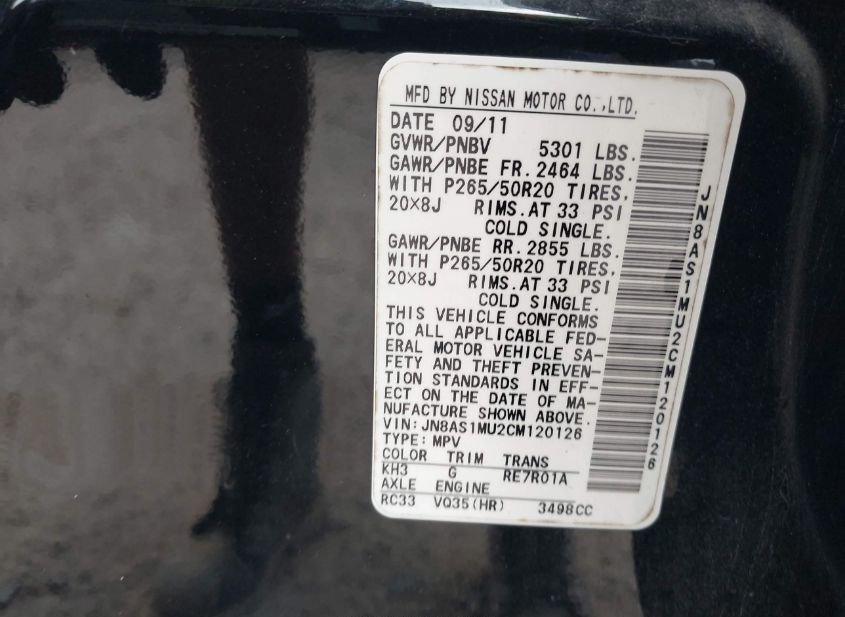 MFD BY NISSAN MOTOR CO.,LTD.
DATE 09/11
GVWR/PNBV 5301 LBS.
GAWR/PNBE FR. 2464 LBS.
WITH P265/50R20 TIRES,
20×8J RIMS. AT 33 PSI
COLD SINGLE.
GAWR/PNBE RR. 2855 LBS.
WITH P265/50R20 TIRES,
20×8J RIMS. AT 33 PSI
COLD SINGLE.
THIS VEHICLE CONFORMS
TO ALL APPLICABLE FED-
ERAL MOTOR VEHICLE SA-
FETY AND THEFT PREVEN-
TION STANDARDS IN EFF-
ECT ON THE DATE OF MA-
NUFACTURE SHOWN ABOVE.
VIN: JN8AS1MU2CM120126
TYPE: MPV
COLOR TRIM TRANS
KH3 G RE7R01A
AXLE ENGINE
RC33 VQ35(HR) 3498CC
JN8AS1MU2CM120126